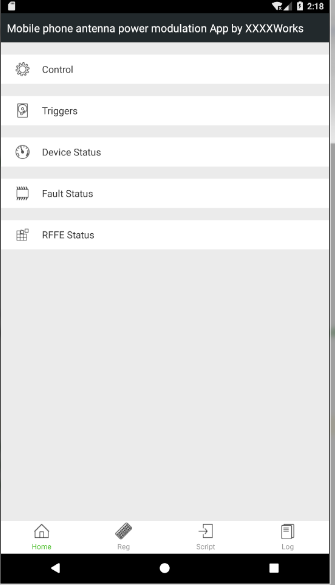 2:18
Mobile phone antenna power modulation App by XXXXWorks
Control
Triggers
Device Status
Fault Status
RFFE Status
Home
Reg
Script
Log